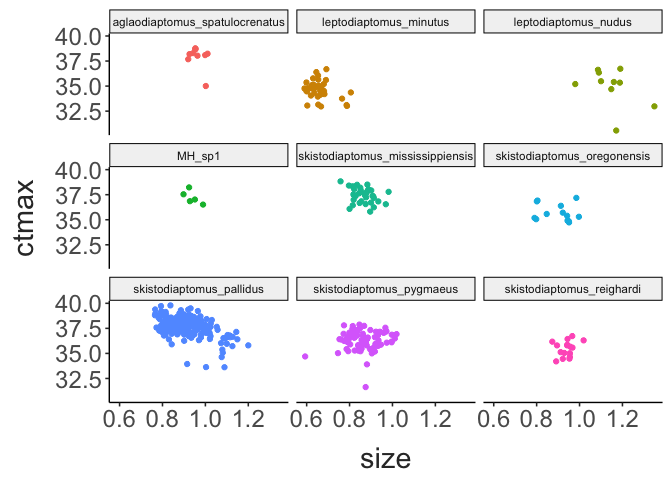 aglaodiaptomus_spatulocrenatus leptodiaptomus_minutus leptodiaptomus_nudus
40.0
37.5
35.0
32.5
MH_sp1 skistodiaptomus_mississippiensis skistodiaptomus_oregonensis
40.0
37.5
35.0
32.5
ctmax
skistodiaptomus_pallidus skistodiaptomus_pygmaeus skistodiaptomus_reighardi
40.0
37.5
35.0
32.5
0.6 0.8 1.0 1.2 0.6 0.8 1.0 1.2 0.6 0.8 1.0 1.2
size